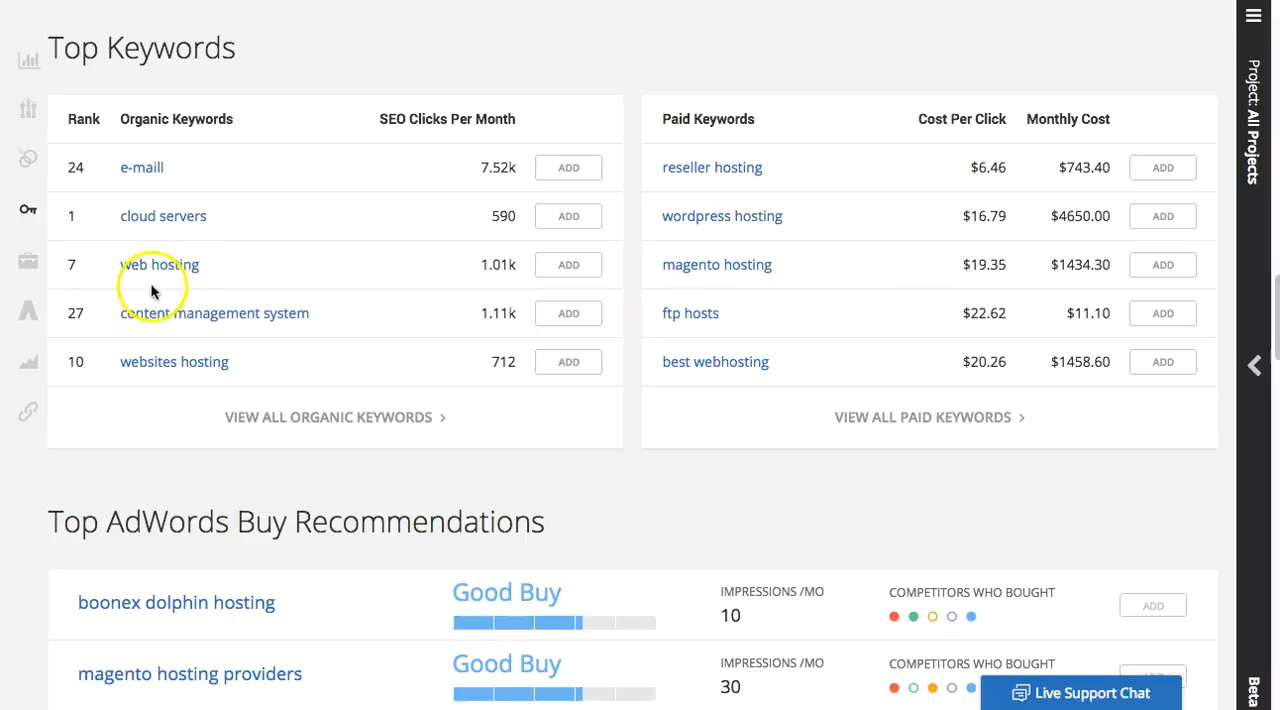 Top Keywords
Rank Organic Keywords SEO Clicks Per Month
24 e-maill 7.52k ADD
1 cloud servers 590 ADD
7 web hosting 1.01k ADD
27 content management system 1.11k ADD
10 websites hosting 712 ADD
VIEW ALL ORGANIC KEYWORDS >
Paid Keywords Cost Per Click Monthly Cost
reseller hosting $6.46 $743.40 ADD
wordpress hosting $16.79 $4650.00 ADD
magento hosting $19.35 $1434.30 ADD
ftp hosts $22.62 $11.10 ADD
best webhosting $20.26 $1458.60 ADD
VIEW ALL PAID KEYWORDS >
Top AdWords Buy Recommendations
boonex dolphin hosting Good Buy IMPRESSIONS /MO 10 COMPETITORS WHO BOUGHT ADD
magento hosting providers Good Buy IMPRESSIONS /MO 30 COMPETITORS WHO BOUGHT
Live Support Chat
Project: All Projects
Beta